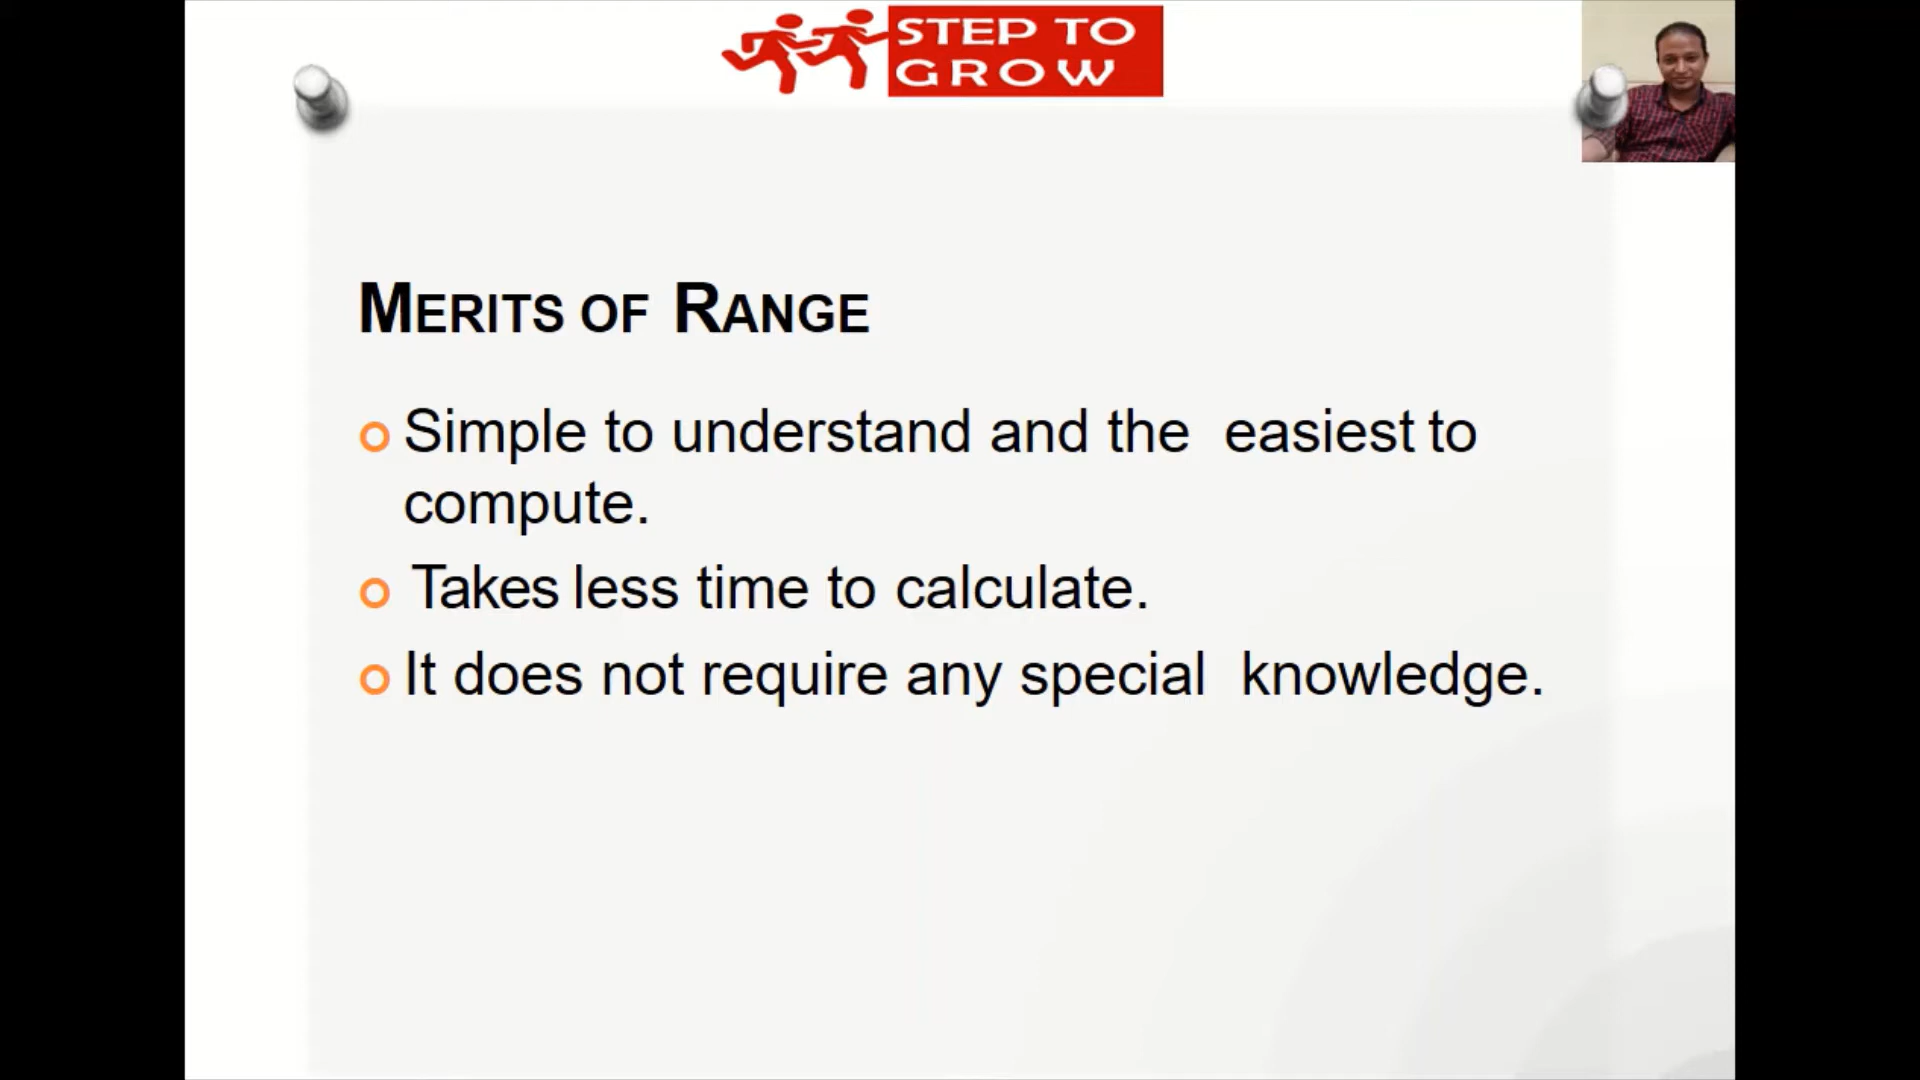 STEP TO
GROW
MERITS OF RANGE
Simple to understand and the easiest to
compute.
Takes less time to calculate.
It does not require any special knowledge.